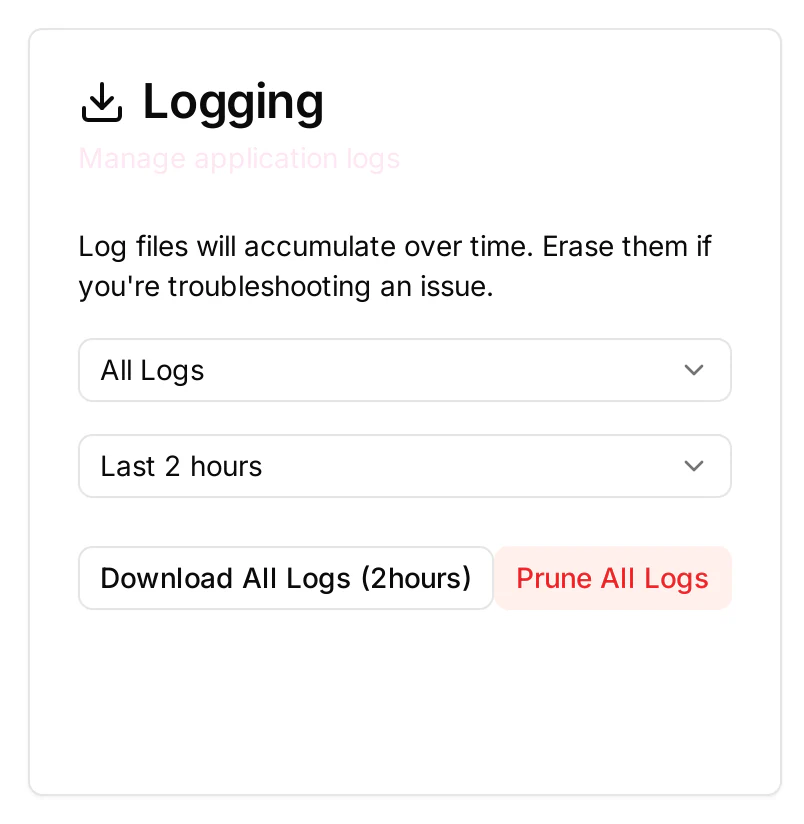 Logging
Manage application logs
Log files will accumulate over time. Erase them if
you're troubleshooting an issue.
All Logs
Last 2 hours
Download All Logs (2hours)
Prune All Logs